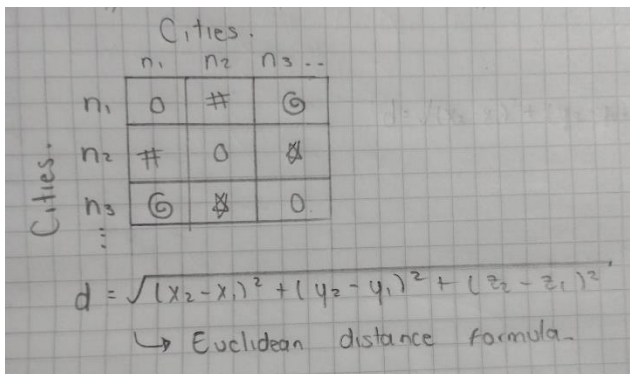 Cities.
n1 n2 n3 ..
n1 0 #
n2 # 0
n3 0
Cities.
d = √(x2-x1)² + (y2-y1)² + (z2-z1)²
↳ Euclidean distance formula.